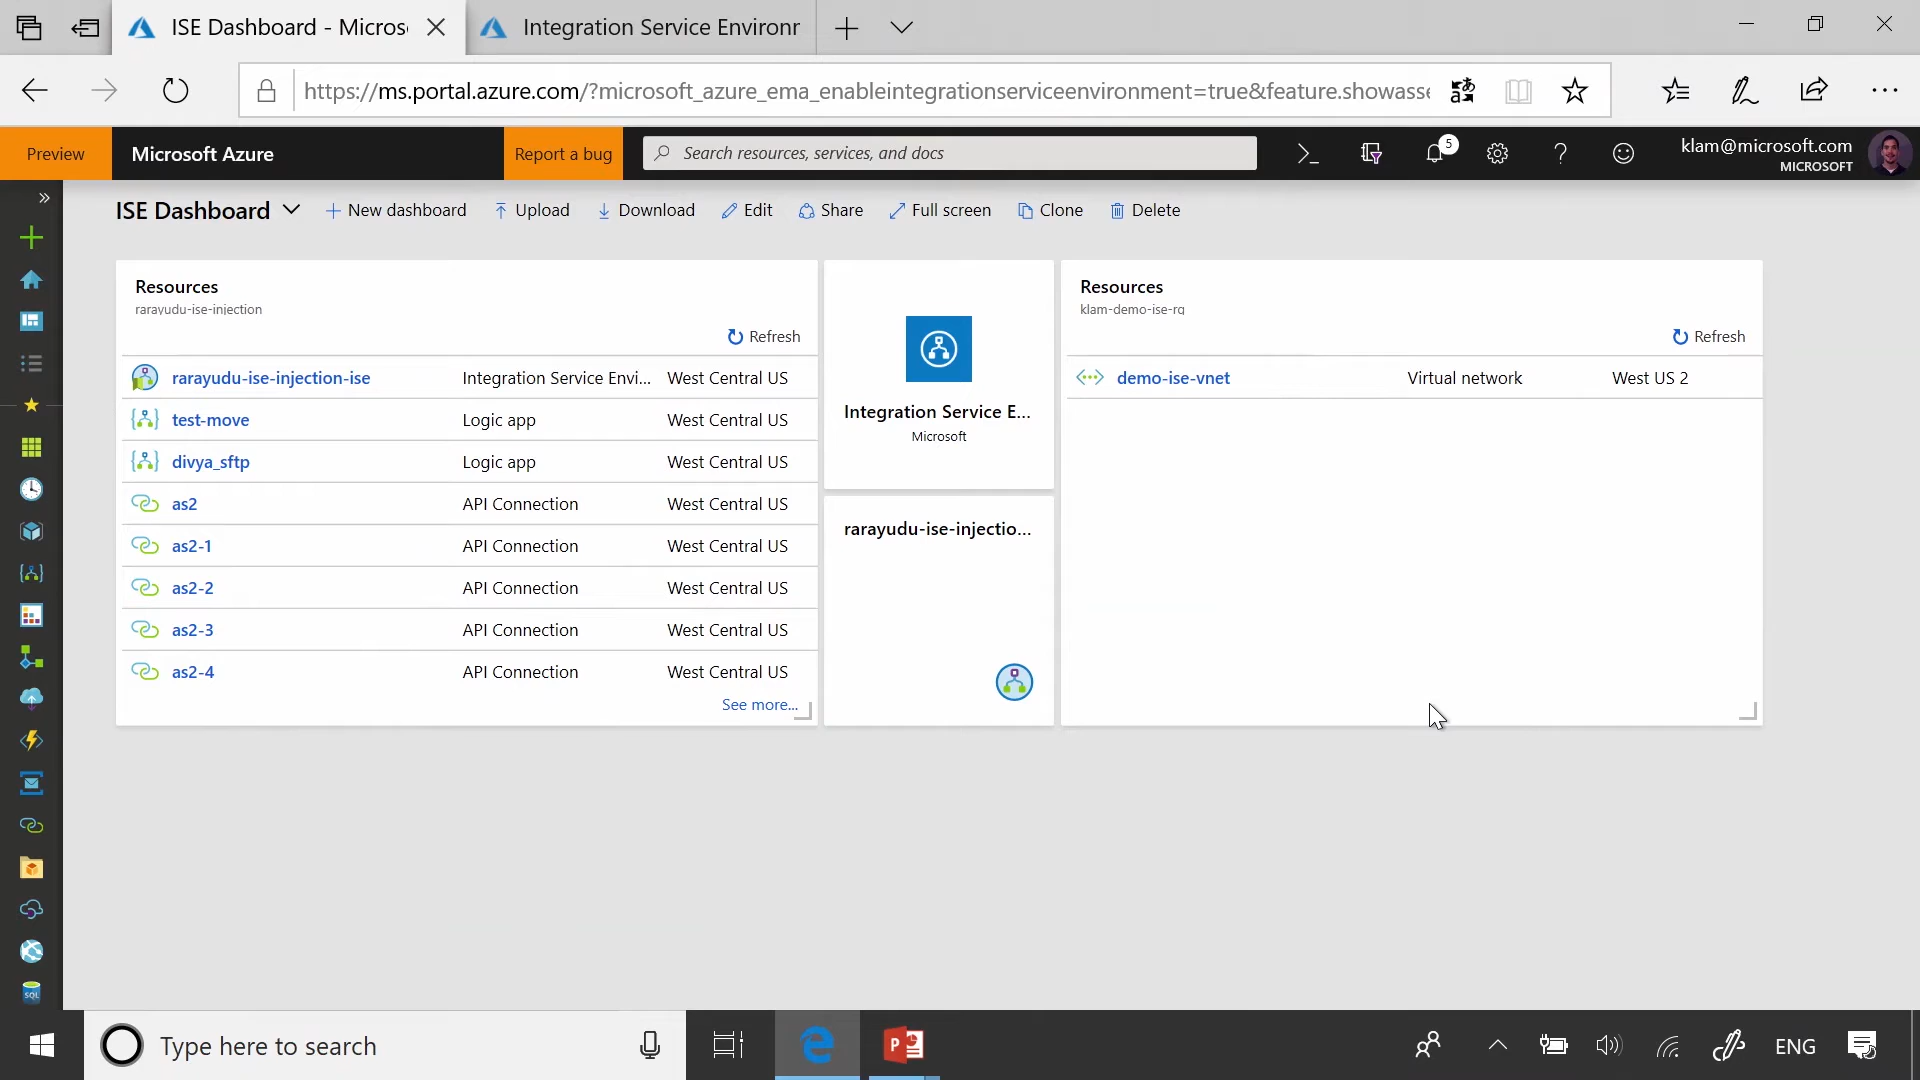 ISE Dashboard - Micros
Integration Service Environr
https://ms.portal.azure.com/?microsoft_azure_ema_enableintegrationserviceenvironment=true&feature.showasse
Preview
Microsoft Azure
Report a bug
Search resources, services, and docs
5
klam@microsoft.com
MICROSOFT
ISE Dashboard
New dashboard
Upload
Download
Edit
Share
Full screen
Clone
Delete
Resources
rarayudu-ise-injection
Refresh
rarayudu-ise-injection-ise Integration Service Envi... West Central US
test-move Logic app West Central US
divya_sftp Logic app West Central US
as2 API Connection West Central US
as2-1 API Connection West Central US
as2-2 API Connection West Central US
as2-3 API Connection West Central US
as2-4 API Connection West Central US
See more...
Integration Service E...
Microsoft
rarayudu-ise-injectio...
Resources
klam-demo-ise-rg
Refresh
demo-ise-vnet Virtual network West US 2
SQL
Type here to search
ENG